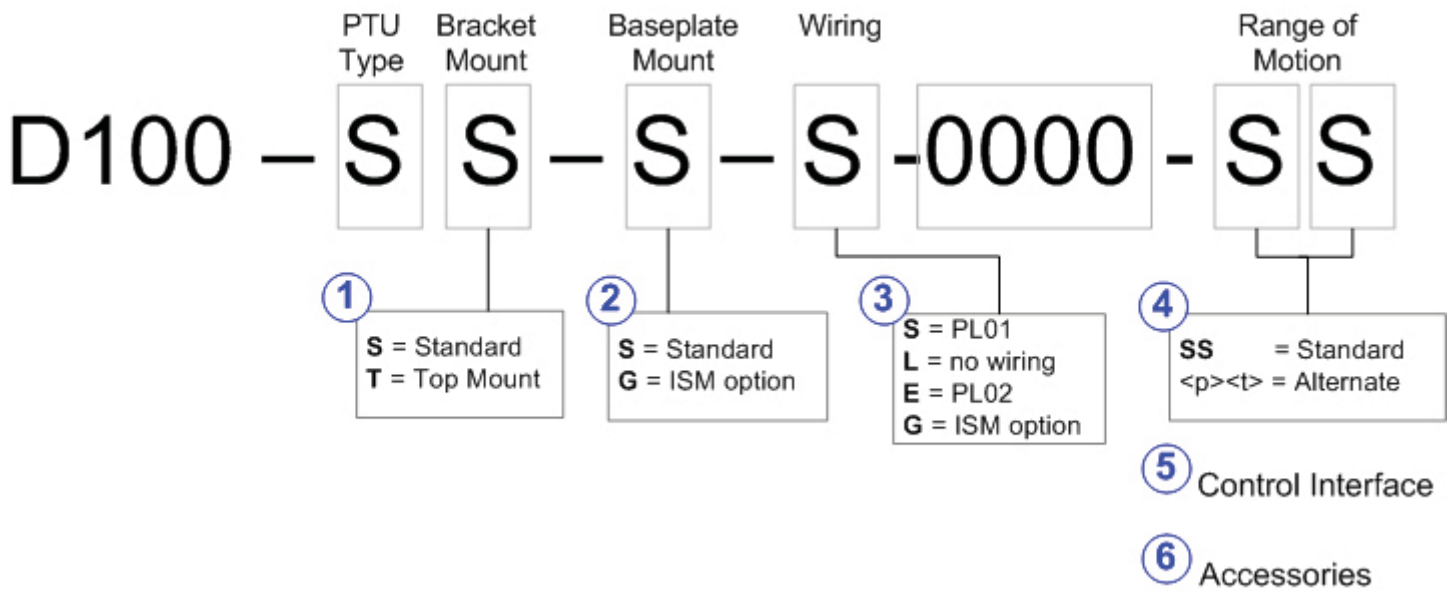 PTU Type
Bracket Mount
Baseplate Mount
Wiring
Range of Motion
D100 – S S – S – S -0000 - S S
1
S = Standard
T = Top Mount
2
S = Standard
G = ISM option
3
S = PL01
L = no wiring
E = PL02
G = ISM option
4
SS = Standard
<p><t> = Alternate
5 Control Interface
6 Accessories